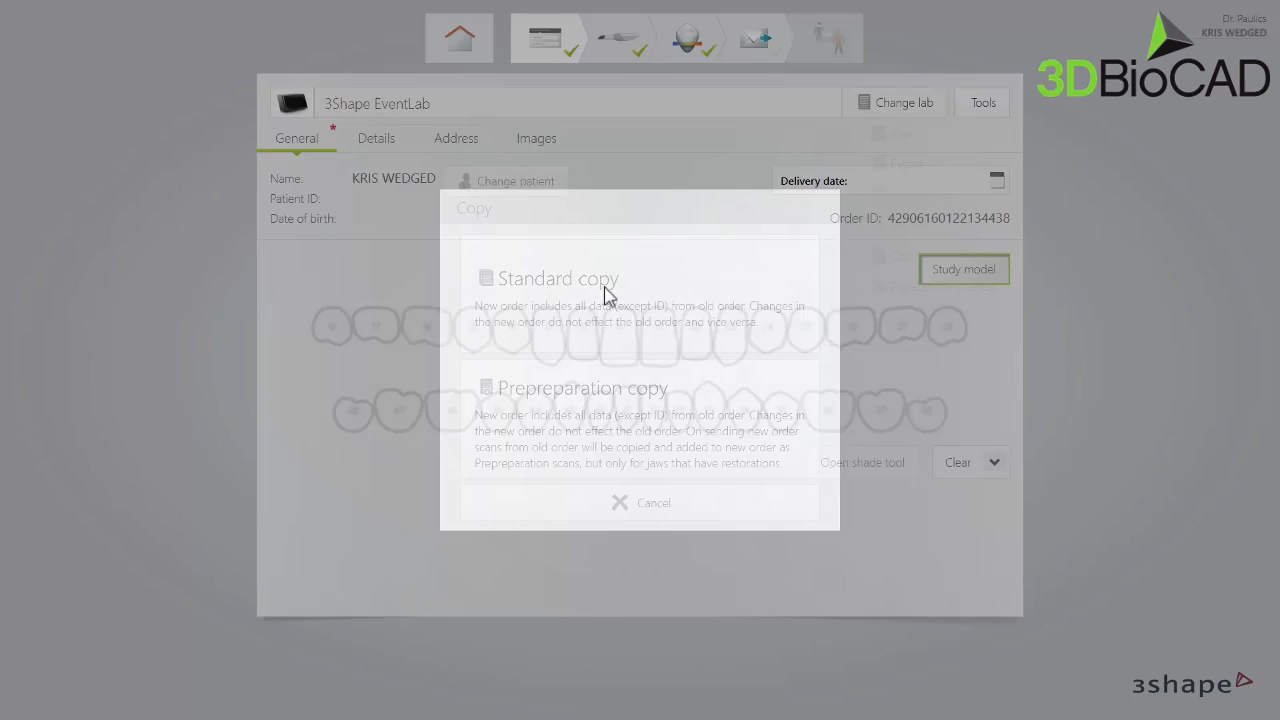 Dr. Paulics
KRIS WEDGED
3DBioCAD
3Shape EventLab
Change lab
Tools
General *
Details
Address
Images
Name:
KRIS WEDGED
Change patient
Delivery date:
Patient ID:
Date of birth:
Order ID: 42906160122134438
Copy
Study model
Standard copy
New order includes all data (except ID) from old order. Changes in
the new order do not effect the old order and vice versa.
Prepreparation copy
New order includes all data (except ID) from old order. Changes in
the new order do not effect the old order. On sending new order
scans from old order will be copied and added to new order as
Prepreparation scans, but only for jaws that have restorations.
Open shade tool
Clear
Cancel
3shape